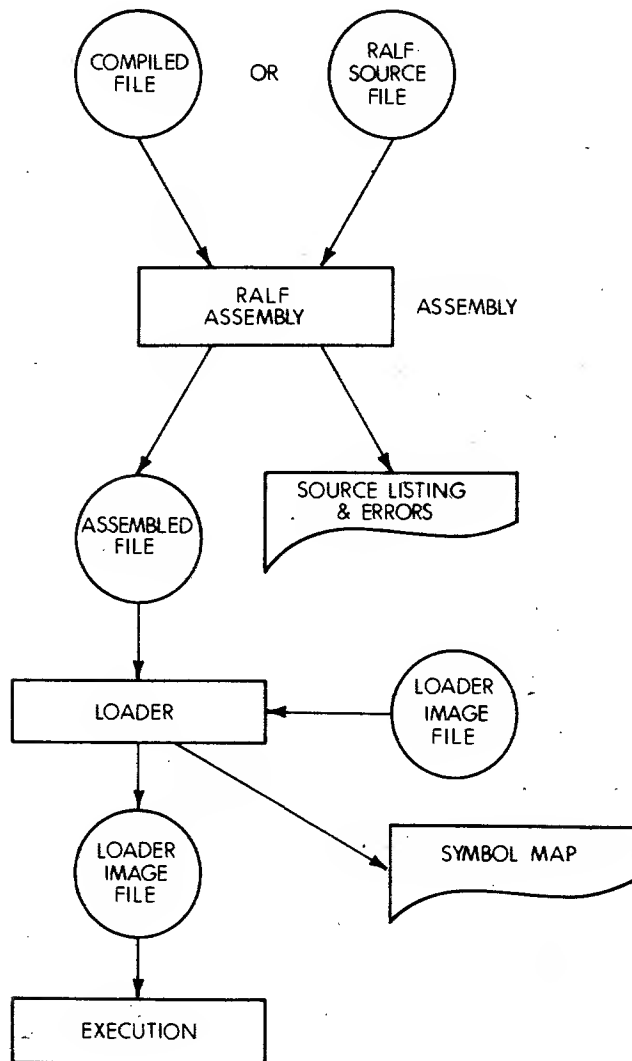 COMPILED
FILE
OR
RALF
SOURCE
FILE
RALF
ASSEMBLY
ASSEMBLY
SOURCE LISTING
& ERRORS
ASSEMBLED
FILE
LOADER
LOADER
IMAGE
FILE
LOADER
IMAGE
FILE
SYMBOL MAP
EXECUTION